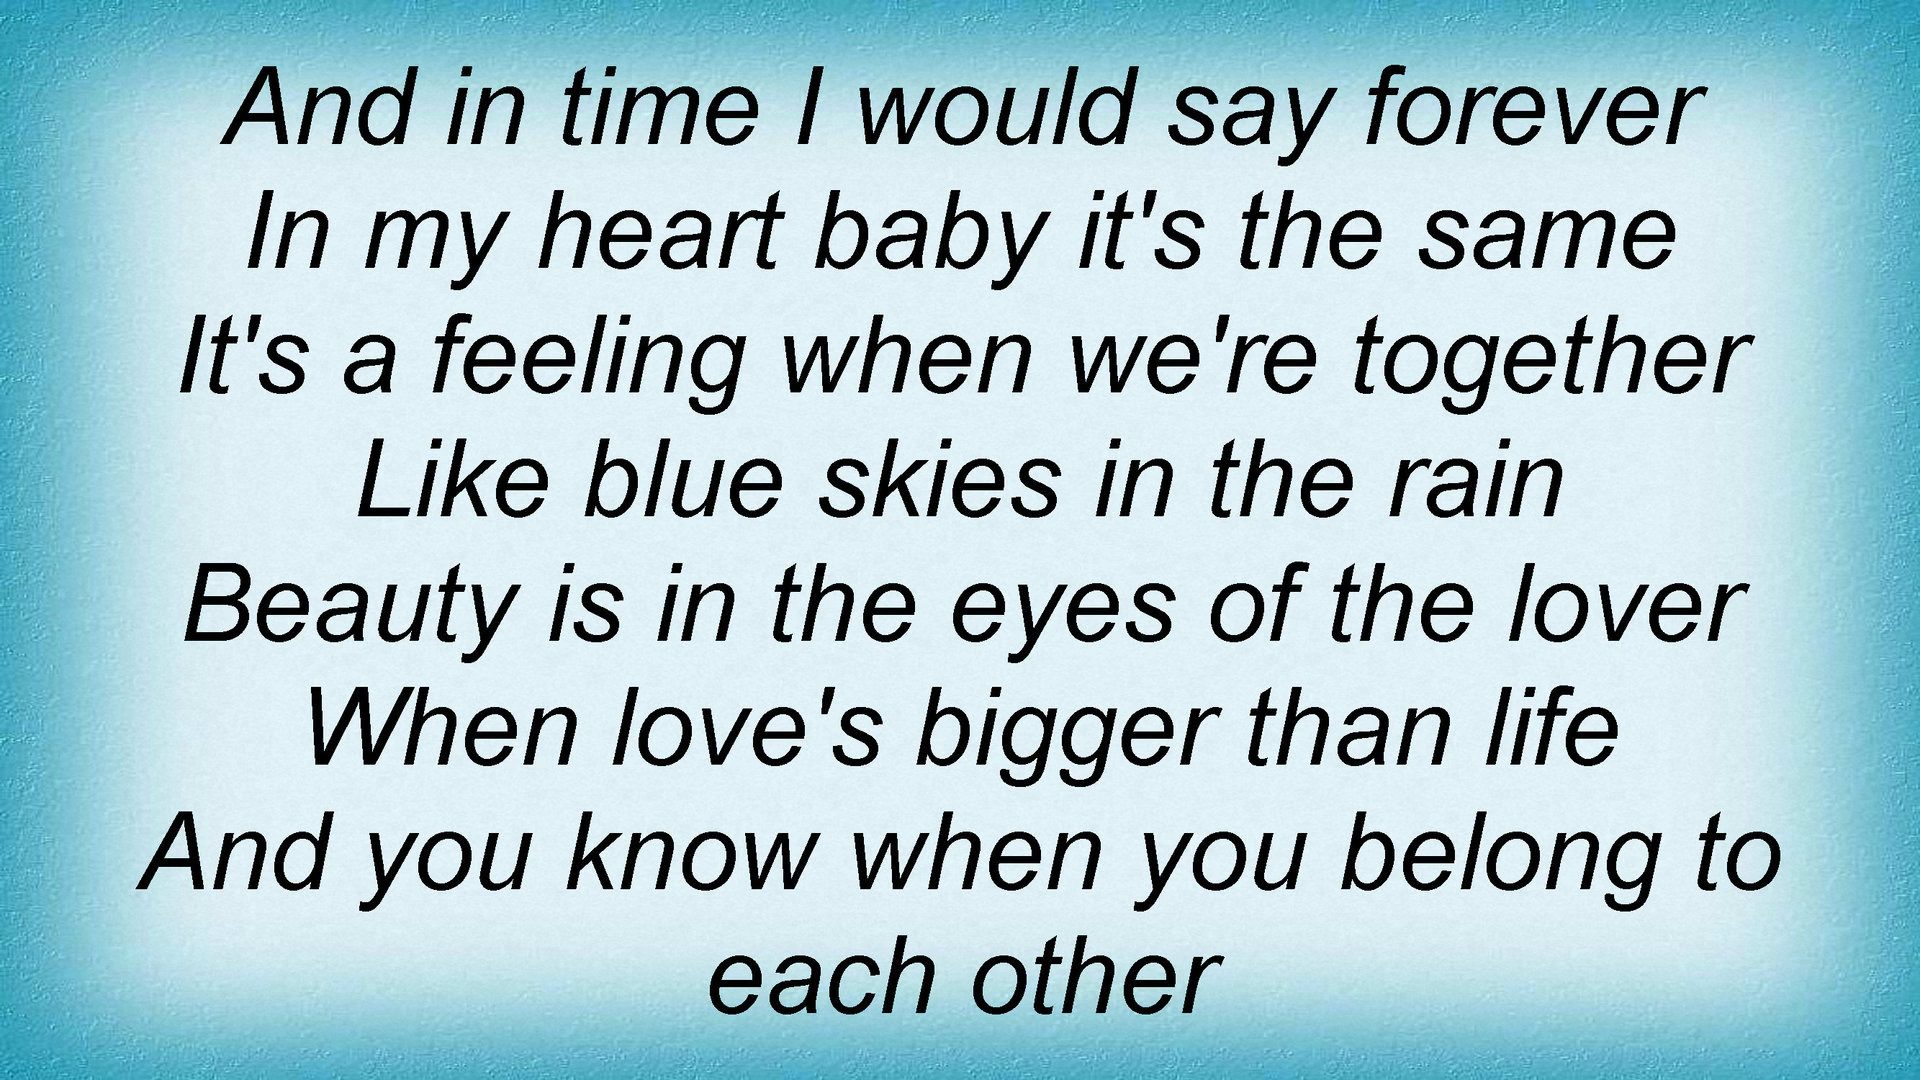 And in time I would say forever
In my heart baby it's the same
It's a feeling when we're together
Like blue skies in the rain
Beauty is in the eyes of the lover
When love's bigger than life
And you know when you belong to
each other